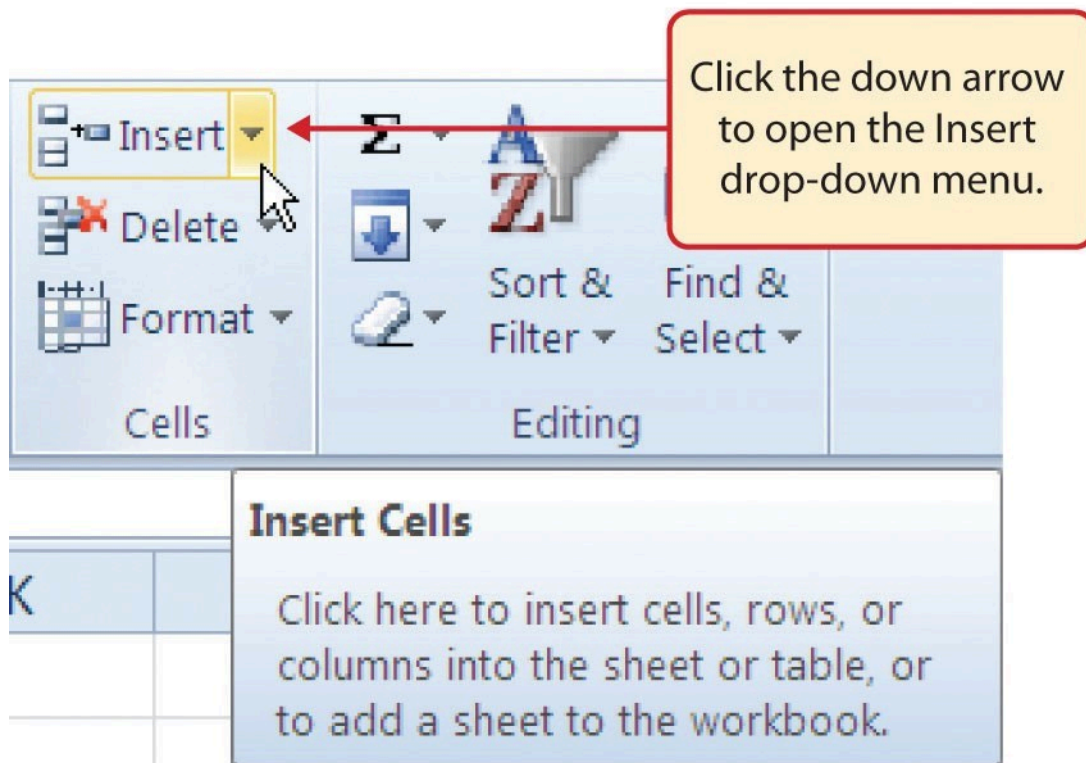 Click the down arrow
to open the Insert
drop-down menu.
Insert
Σ
A
Z
Delete
Format
Sort &
Filter
Find &
Select
Cells
Editing
Insert Cells
K
Click here to insert cells, rows, or
columns into the sheet or table, or
to add a sheet to the workbook.